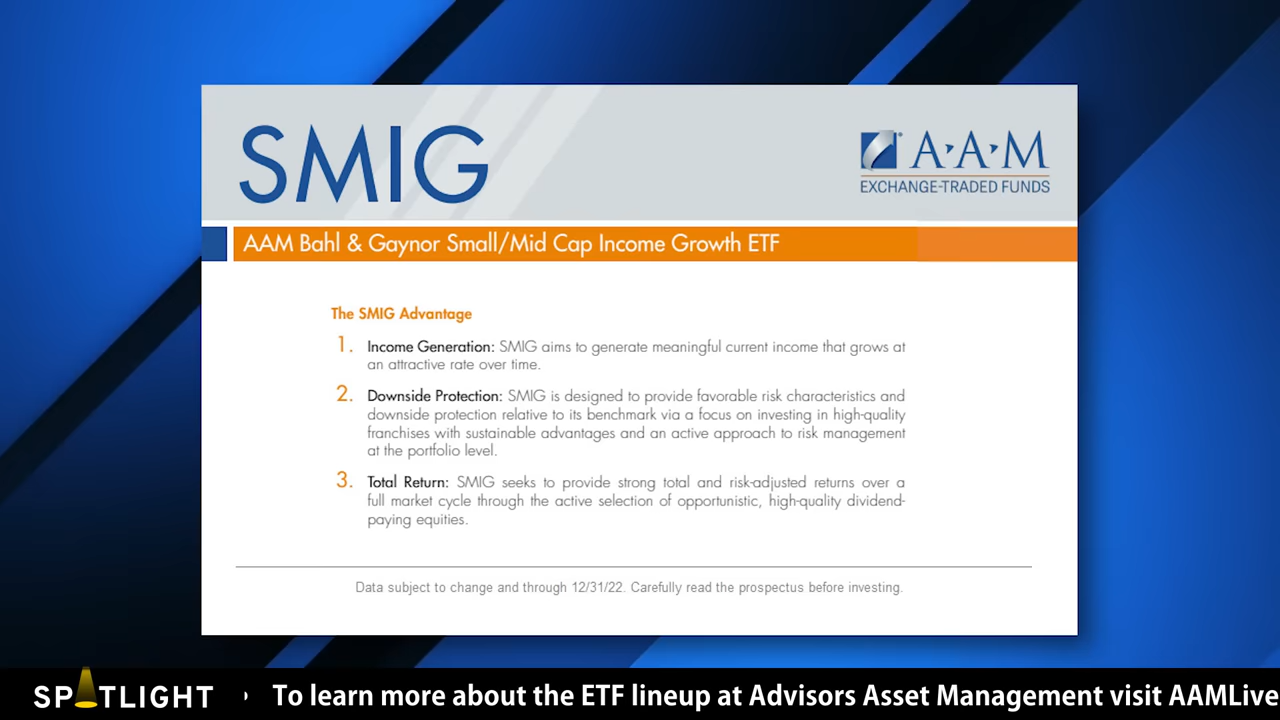 SMIG
A·A·M
EXCHANGE-TRADED FUNDS
AAM Bahl & Gaynor Small/Mid Cap Income Growth ETF
The SMIG Advantage
1. Income Generation: SMIG aims to generate meaningful current income that grows at
an attractive rate over time.
2. Downside Protection: SMIG is designed to provide favorable risk characteristics and
downside protection relative to its benchmark via a focus on investing in high-quality
franchises with sustainable advantages and an active approach to risk management
at the portfolio level.
3. Total Return: SMIG seeks to provide strong total and risk-adjusted returns over a
full market cycle through the active selection of opportunistic, high-quality dividend-
paying equities.
Data subject to change and through 12/31/22. Carefully read the prospectus before investing.
SPOTLIGHT To learn more about the ETF lineup at Advisors Asset Management visit AAMLive